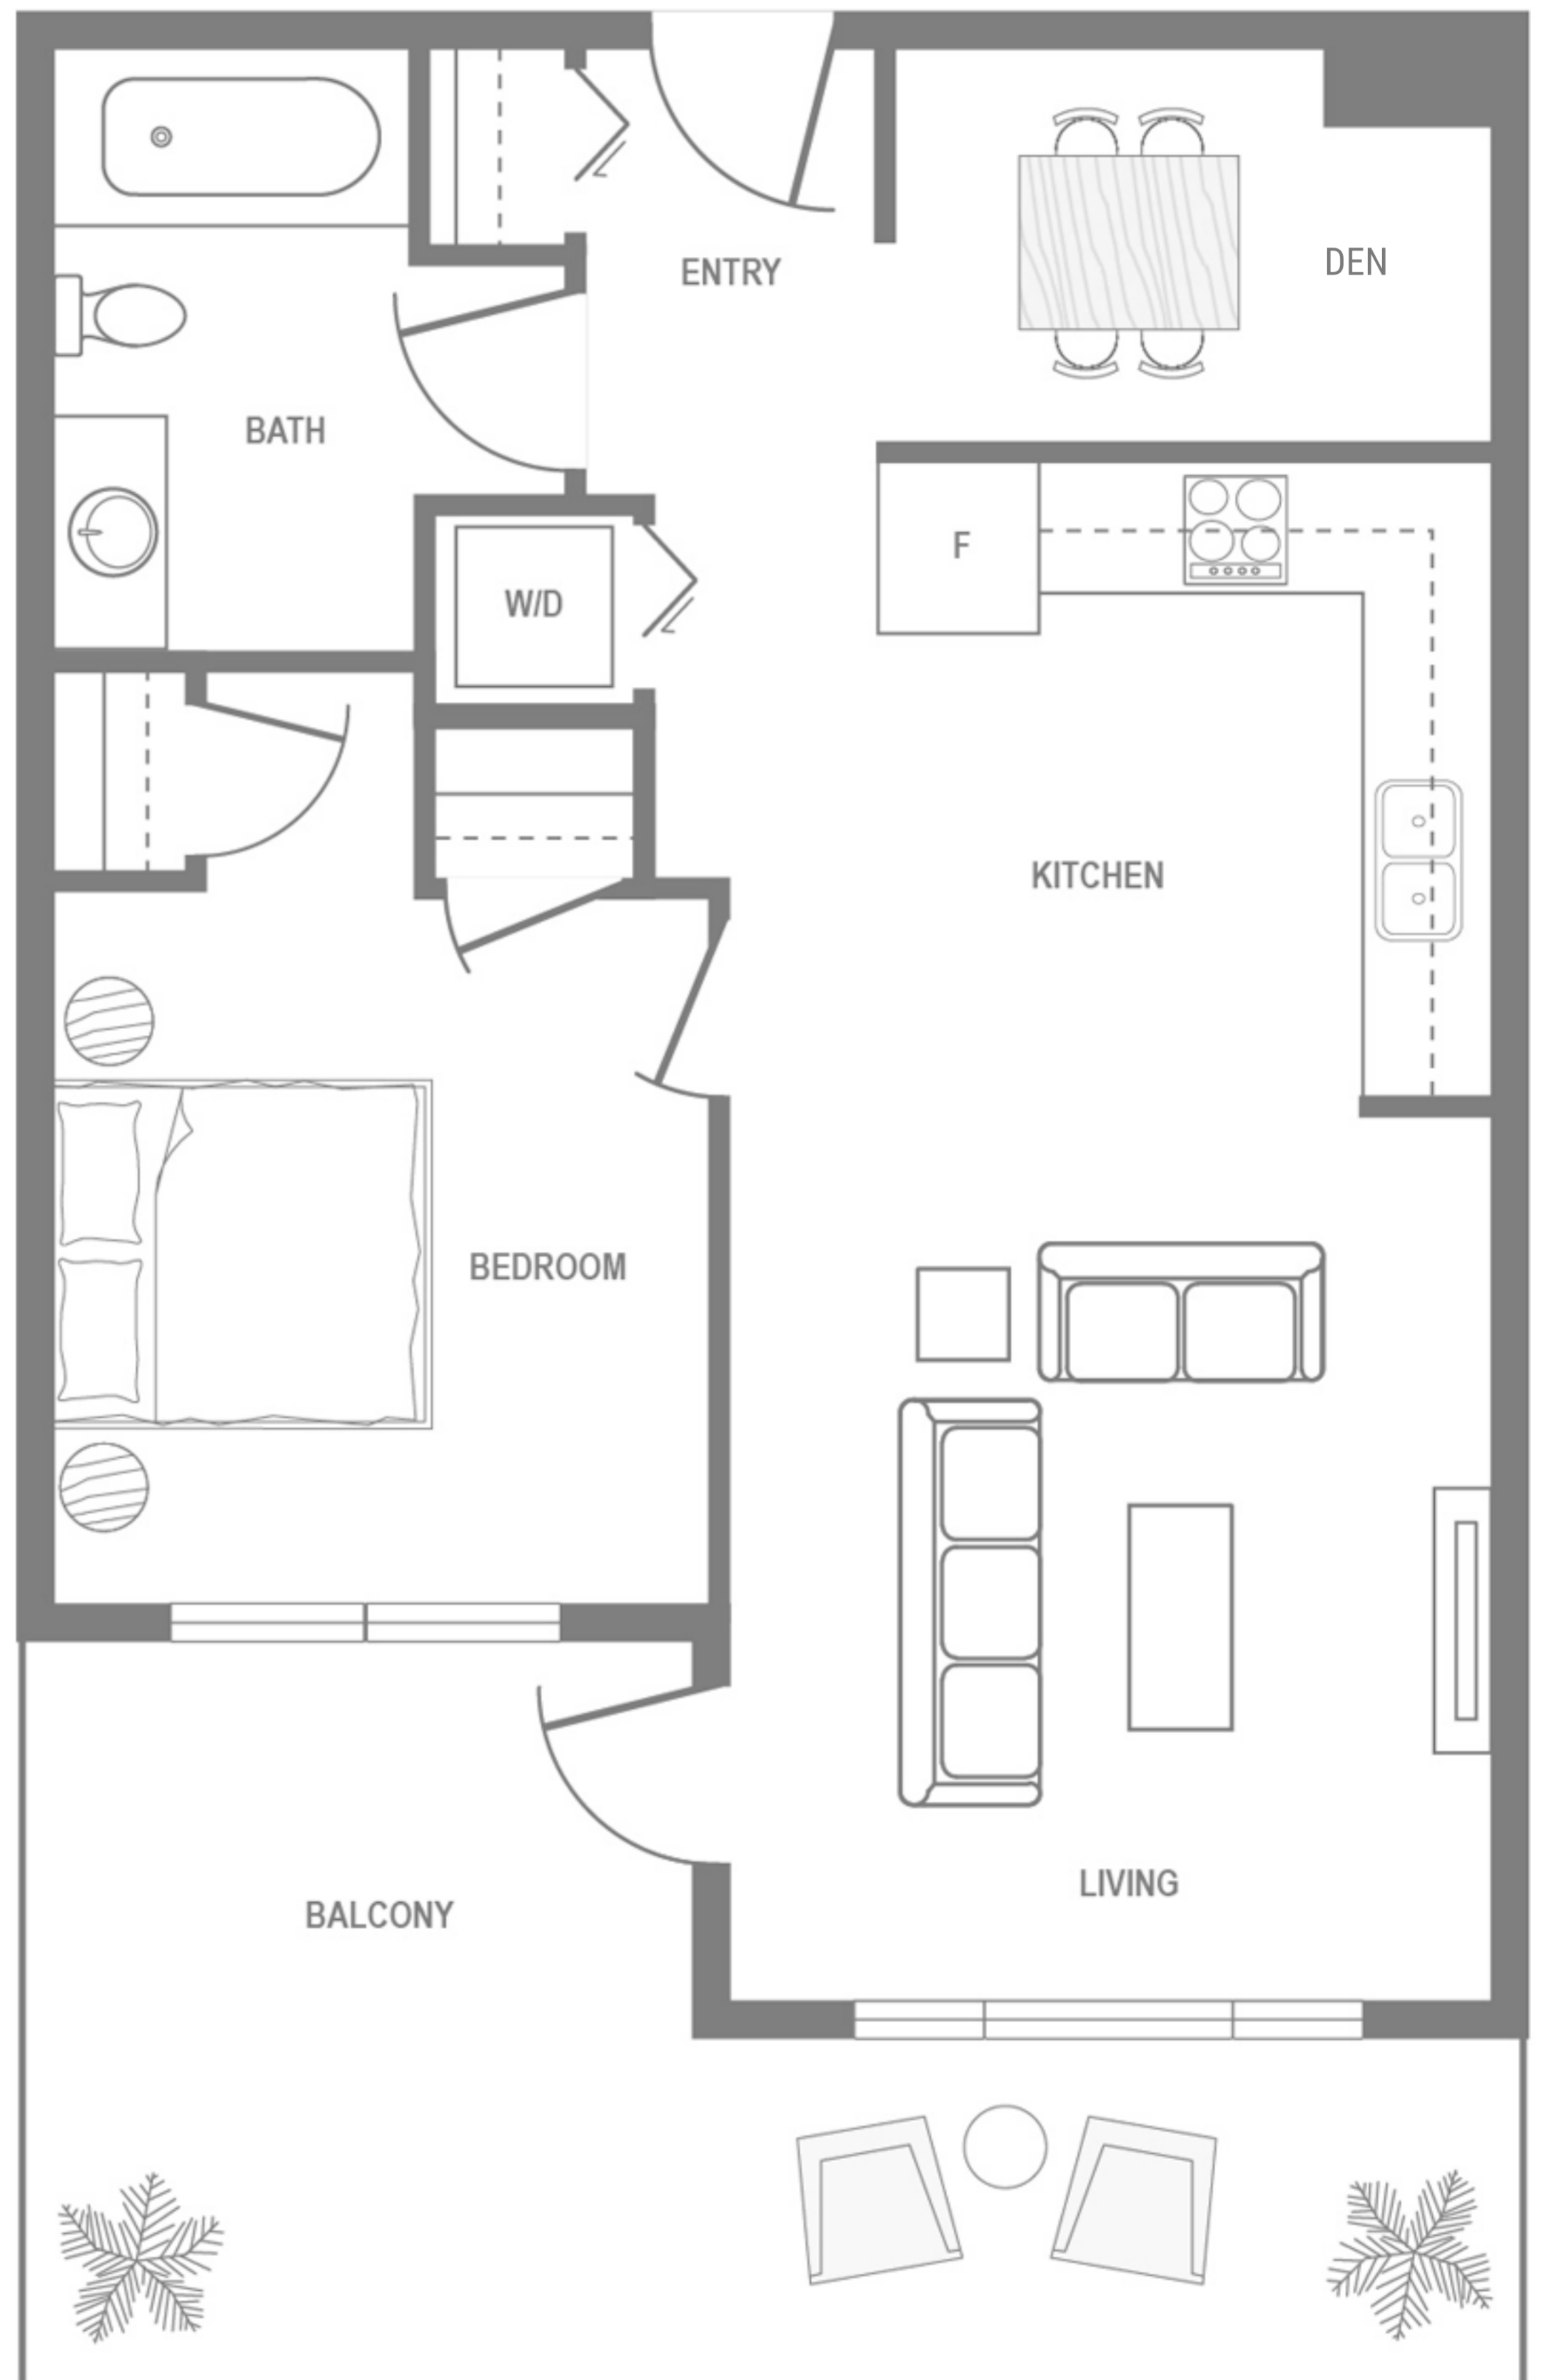 ENTRY
DEN
BATH
F
W/D
KITCHEN
BEDROOM
LIVING
BALCONY